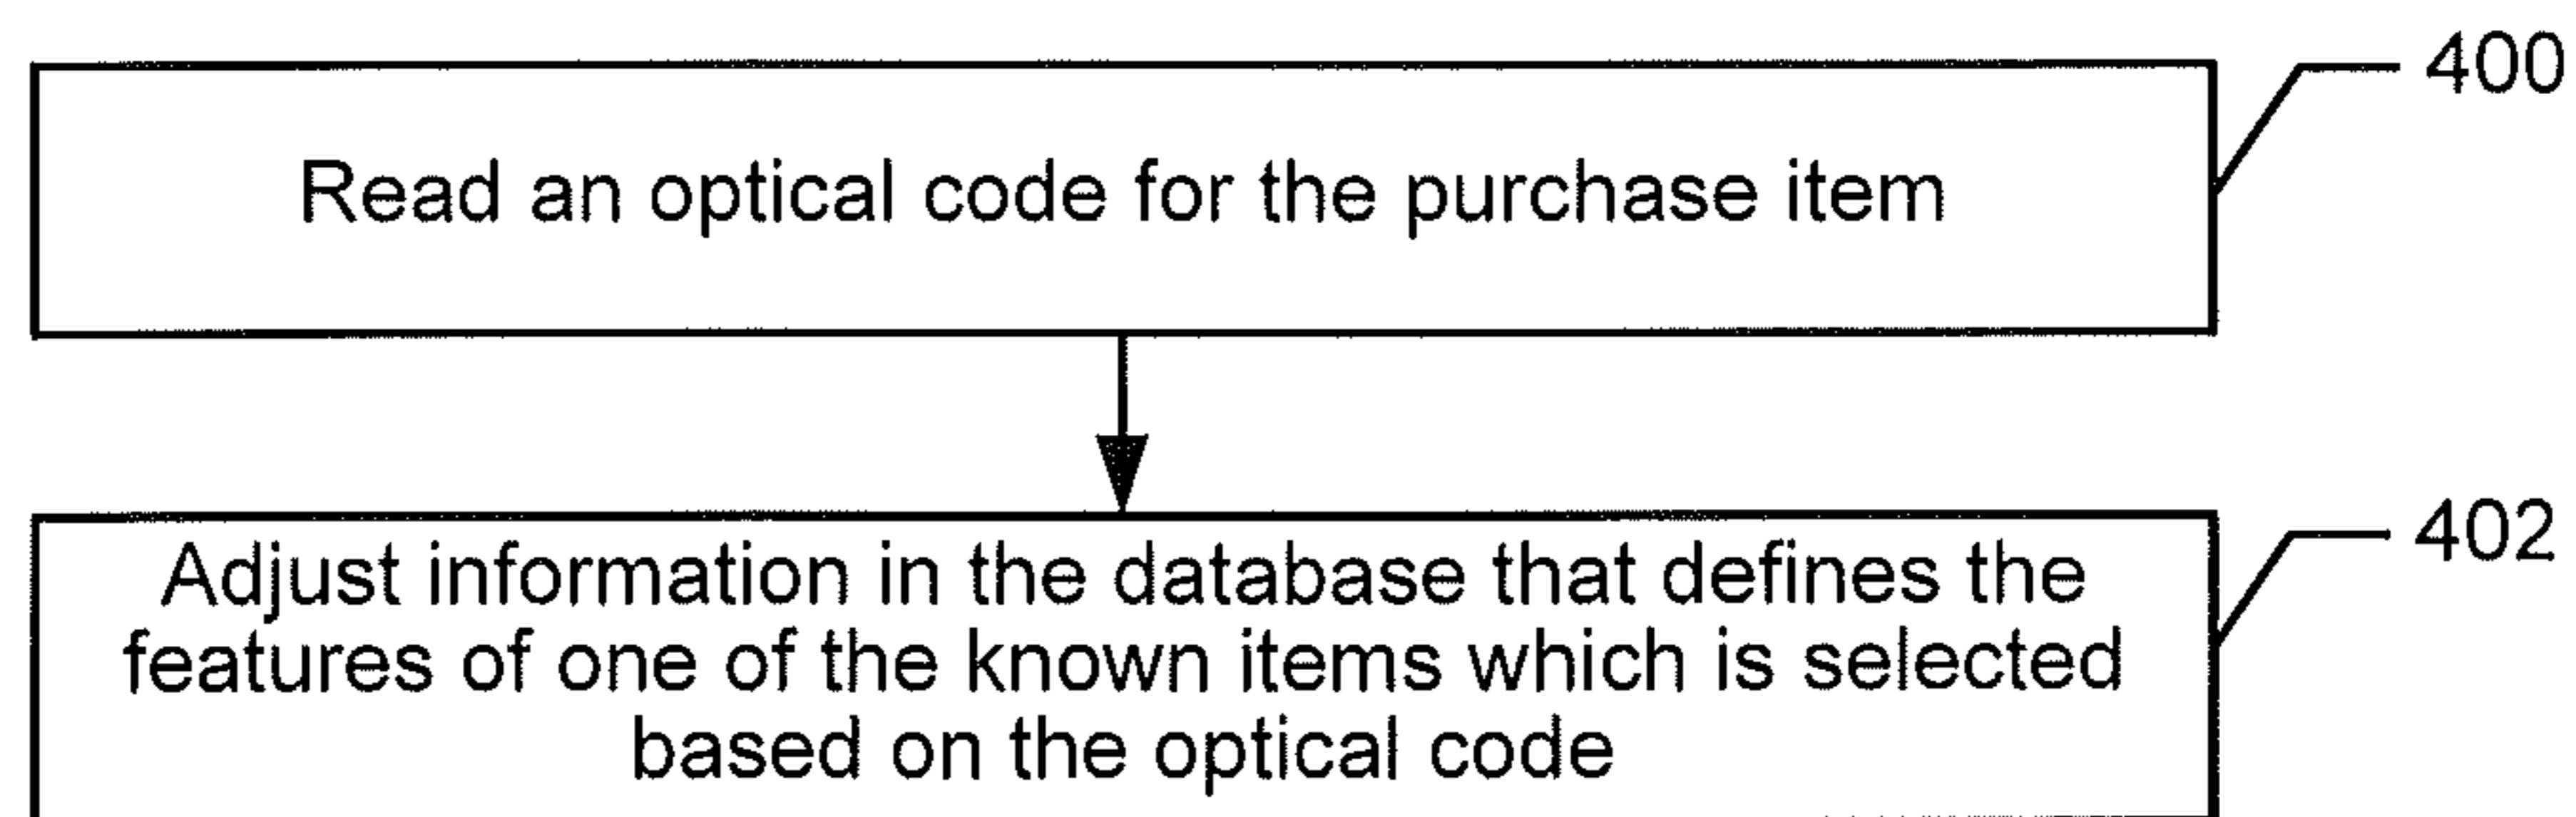 400
Read an optical code for the purchase item
402
Adjust information in the database that defines the
features of one of the known items which is selected
based on the optical code